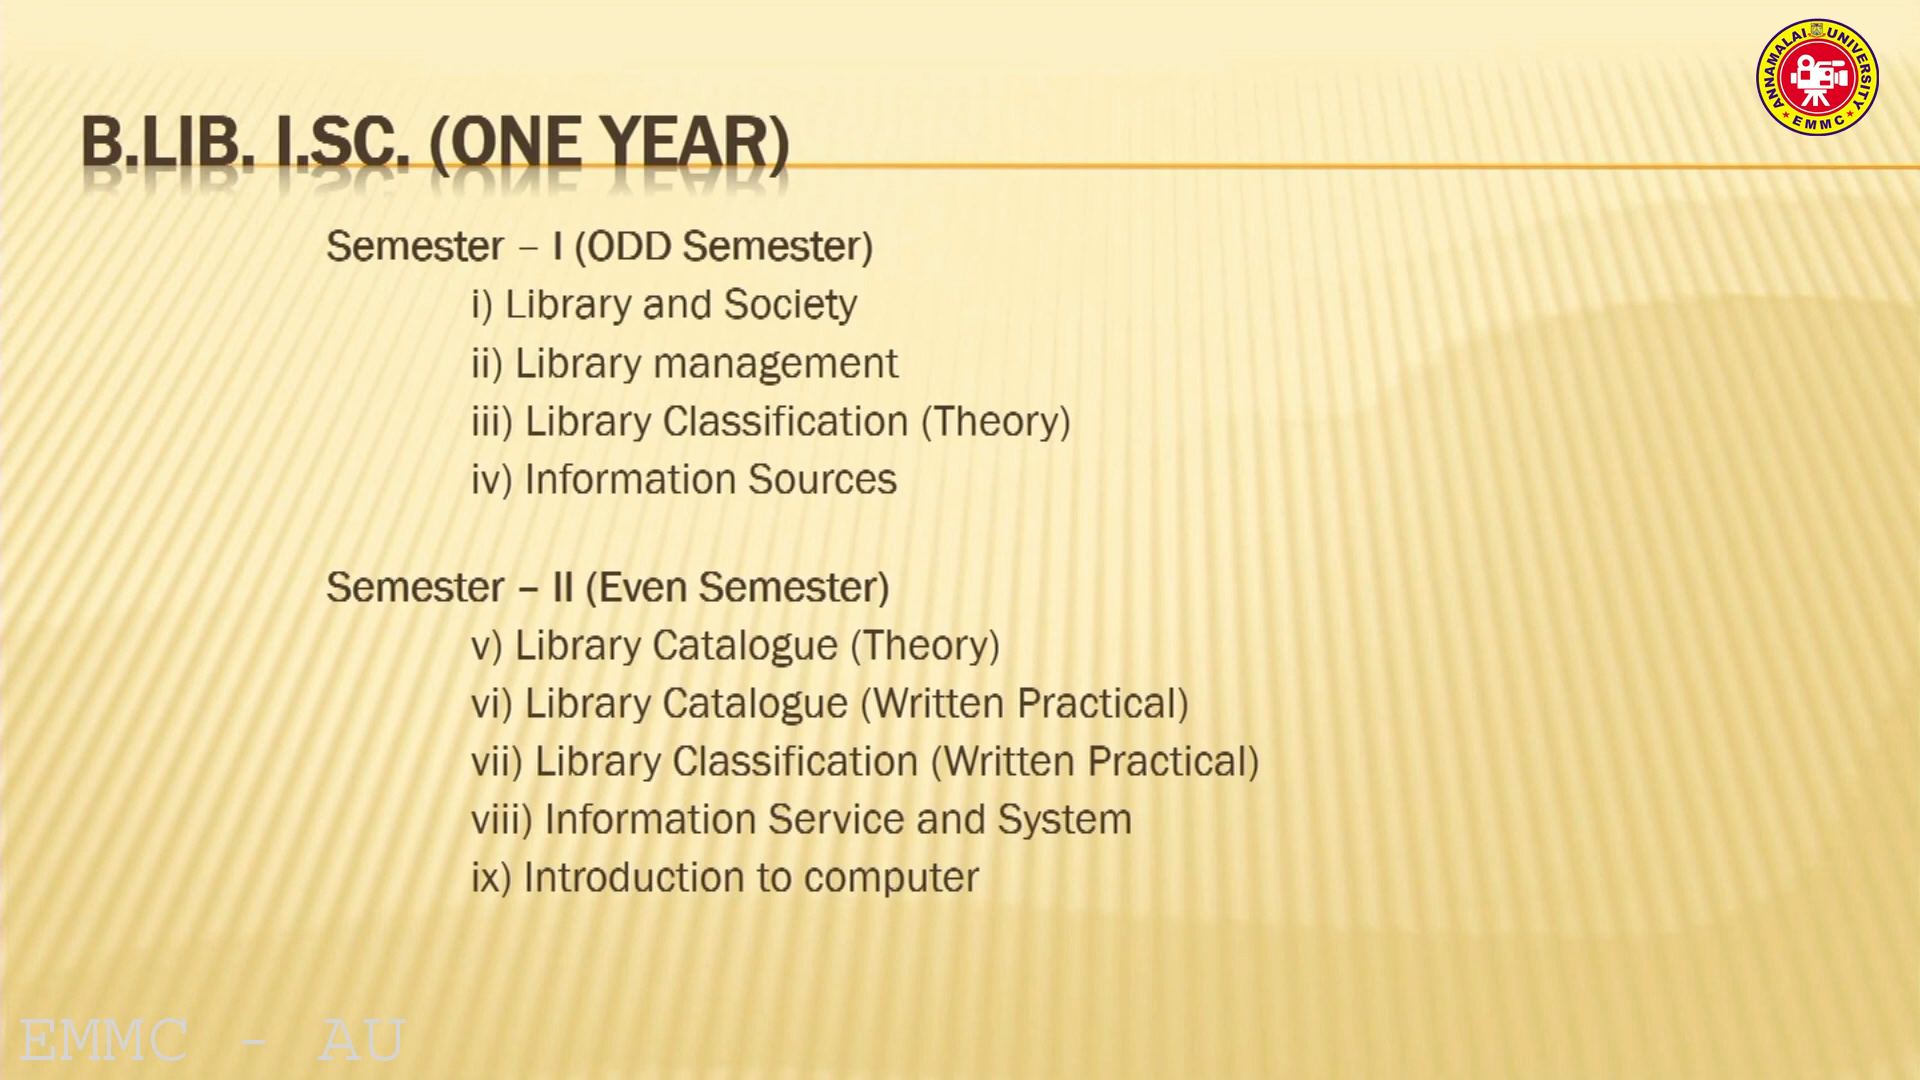 B.LIB. I.SC. (ONE YEAR)
ANNAMALAI UNIVERSITY
EMMC
Semester – I (ODD Semester)
i) Library and Society
ii) Library management
iii) Library Classification (Theory)
iv) Information Sources
Semester – II (Even Semester)
v) Library Catalogue (Theory)
vi) Library Catalogue (Written Practical)
vii) Library Classification (Written Practical)
viii) Information Service and System
ix) Introduction to computer
EMMC - AU